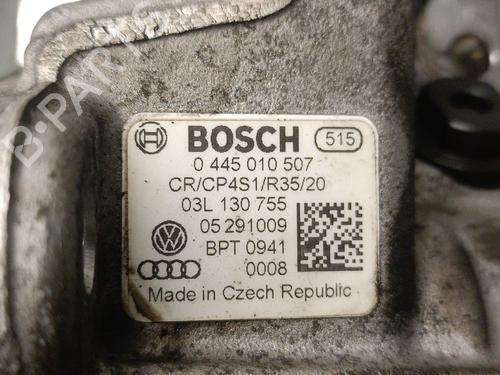 B-PARTS
BOSCH 515
0 445 010 507
CR/CP4S1/R35/20
03L 130 755
05 291009
BPT 0941
0008
Made in Czech Republic